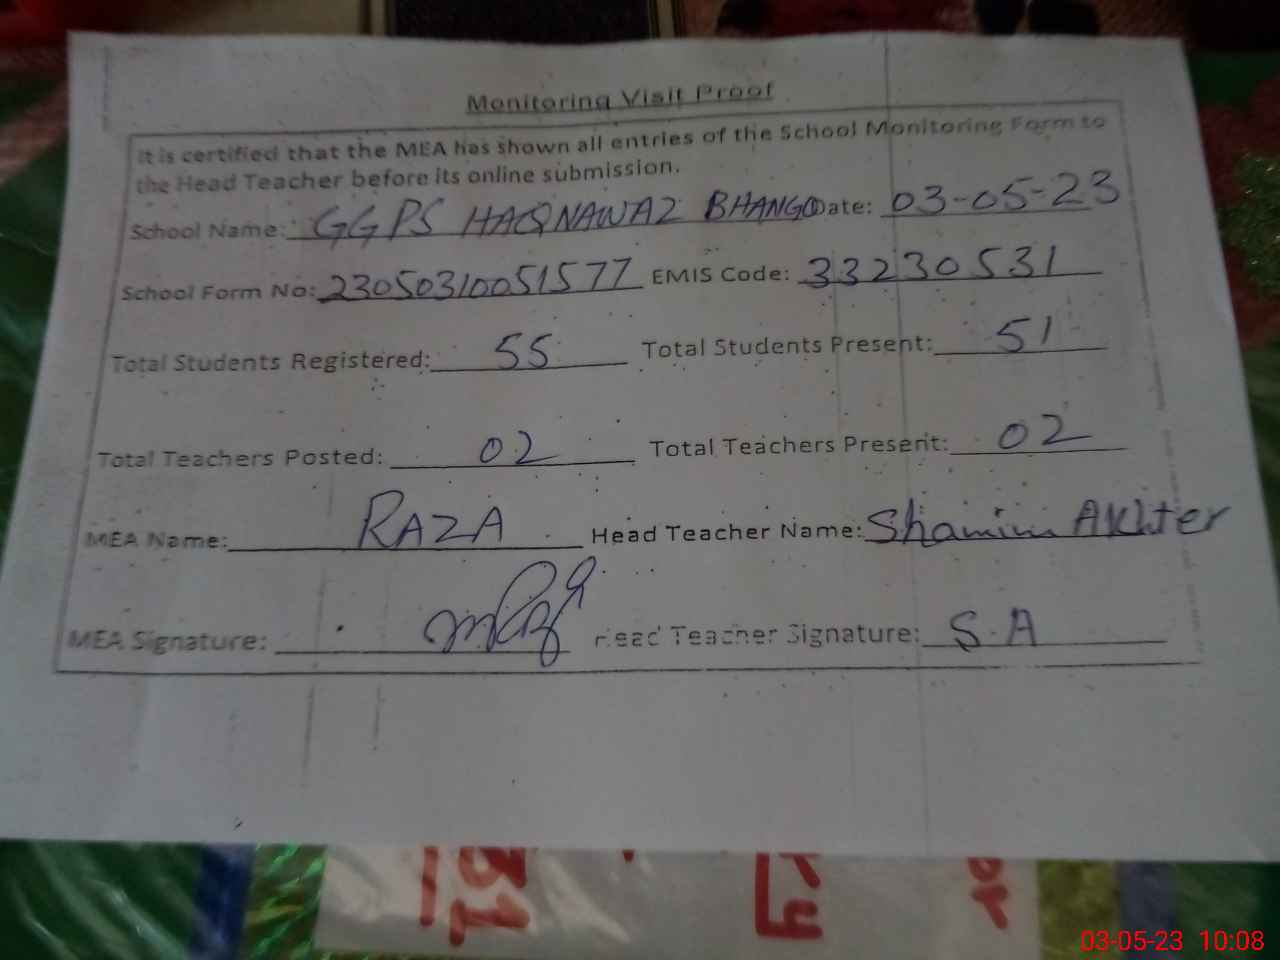 Monitoring Visit Proof
It is certified that the MEA has shown all entries of the School Monitoring Form to
the Head Teacher before its online submission.
School Name: GGPS HAQNAWAZ BHANGO Date: 03-05-23
School Form No: 23050310051577 EMIS Code: 33230531
Total Students Registered: 55 Total Students Present: 51
Total Teachers Posted: 02 Total Teachers Present: 02
MEA Name: RAZA Head Teacher Name: Shamim Akhter
MEA Signature: Head Teacher Signature: S.A
31
03-05-23 10:08